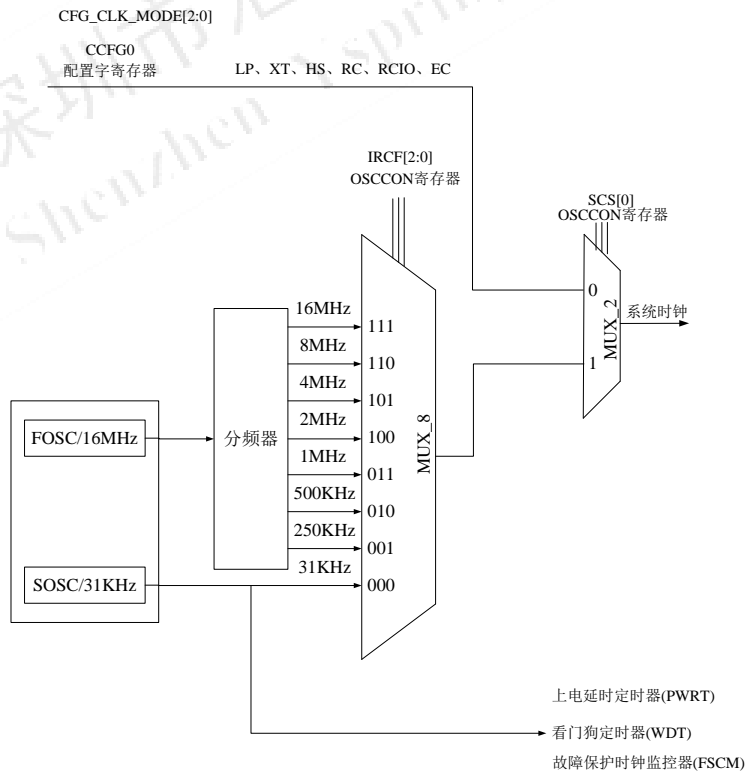 CFG_CLK_MODE[2:0]
CCFG0
配置字寄存器
LP、XT、HS、RC、RCIO、EC
IRCF[2:0]
OSCCON寄存器
SCS[0]
OSCCON寄存器
0
1
MUX_2
系统时钟
16MHz
111
8MHz
110
4MHz
101
2MHz
100
1MHz
011
500KHz
010
250KHz
001
31KHz
000
MUX_8
分频器
FOSC/16MHz
SOSC/31KHz
上电延时定时器(PWRT)
看门狗定时器(WDT)
故障保护时钟监控器(FSCM)
深圳市
Shenzhen Yspring